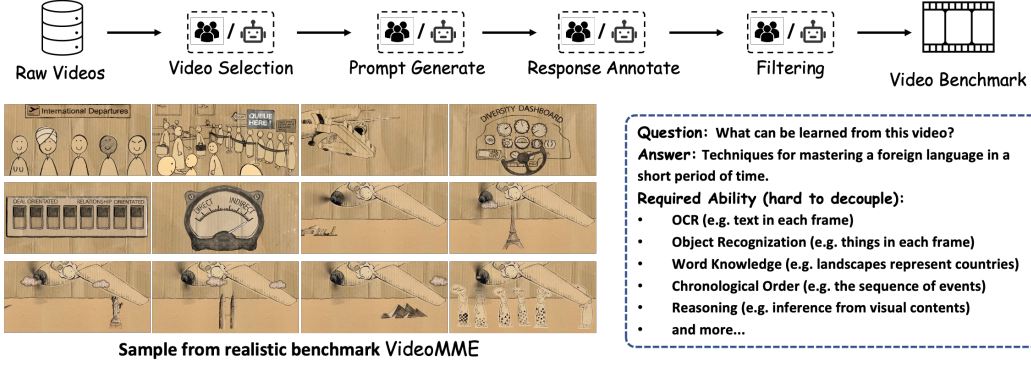 Raw Videos
/
Video Selection
/
Prompt Generate
/
Response Annotate
/
Filtering
Video Benchmark
International Departures
QUEUE
HERE!
DIVERSITY DASHBOARD
DEAL ORIENTATED RELATIONSHIP ORIENTATED
DIRECT INDIRECT
Sample from realistic benchmark VideoMME
Question: What can be learned from this video?
Answer: Techniques for mastering a foreign language in a
short period of time.
Required Ability (hard to decouple):
• OCR (e.g. text in each frame)
• Object Recognization (e.g. things in each frame)
• Word Knowledge (e.g. landscapes represent countries)
• Chronological Order (e.g. the sequence of events)
• Reasoning (e.g. inference from visual contents)
• and more...